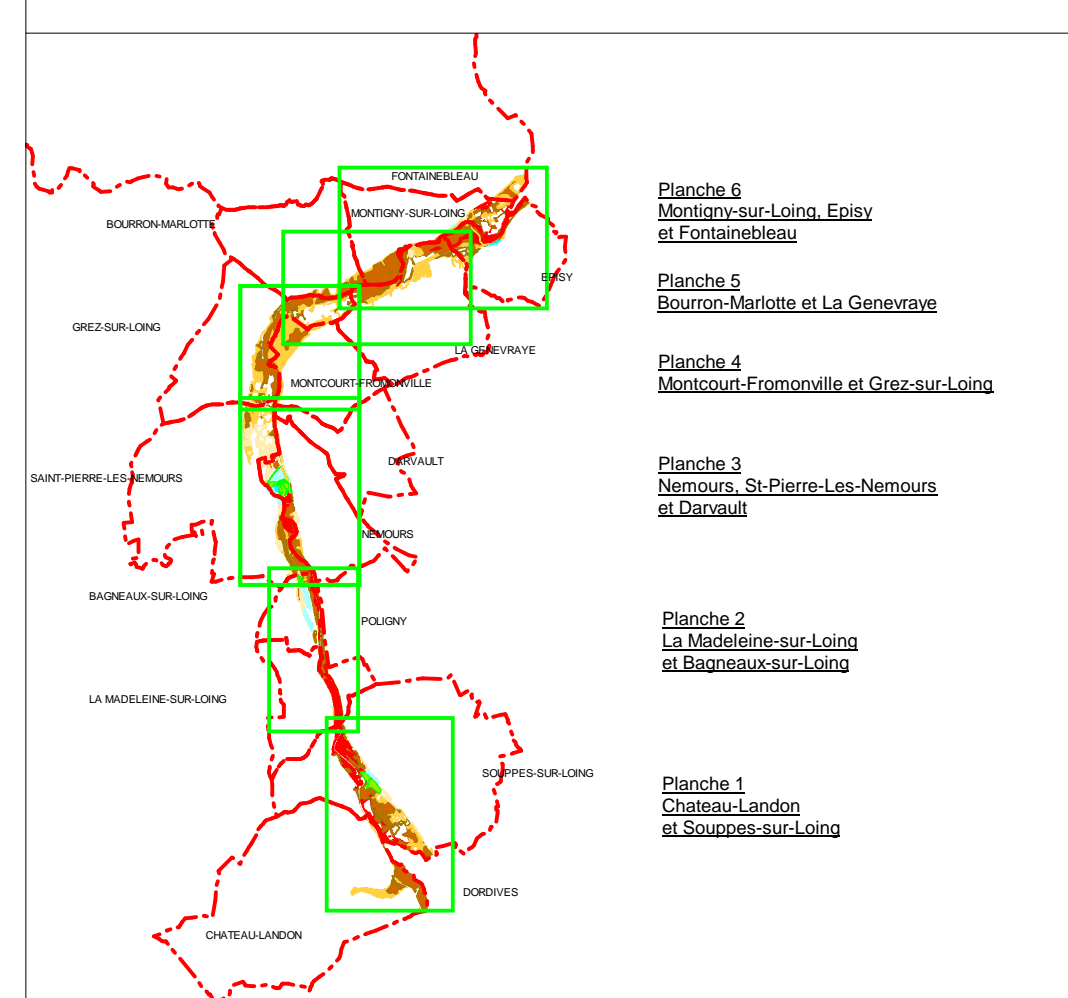 FONTAINEBLEAU
MONTIGNY-SUR-LOING
BOURRON-MARLOTTE
EPISY
GREZ-SUR-LOING
LA GENEVRAYE
MONTCOURT-FROMONVILLE
DARVAULT
SAINT-PIERRE-LES-NEMOURS
NEMOURS
BAGNEAUX-SUR-LOING
POLIGNY
LA MADELEINE-SUR-LOING
SOUPPES-SUR-LOING
DORDIVES
CHATEAU-LANDON
Planche 6
Montigny-sur-Loing, Episy
et Fontainebleau
Planche 5
Bourron-Marlotte et La Genevraye
Planche 4
Montcourt-Fromonville et Grez-sur-Loing
Planche 3
Nemours, St-Pierre-Les-Nemours
et Darvault
Planche 2
La Madeleine-sur-Loing
et Bagneaux-sur-Loing
Planche 1
Chateau-Landon
et Souppes-sur-Loing